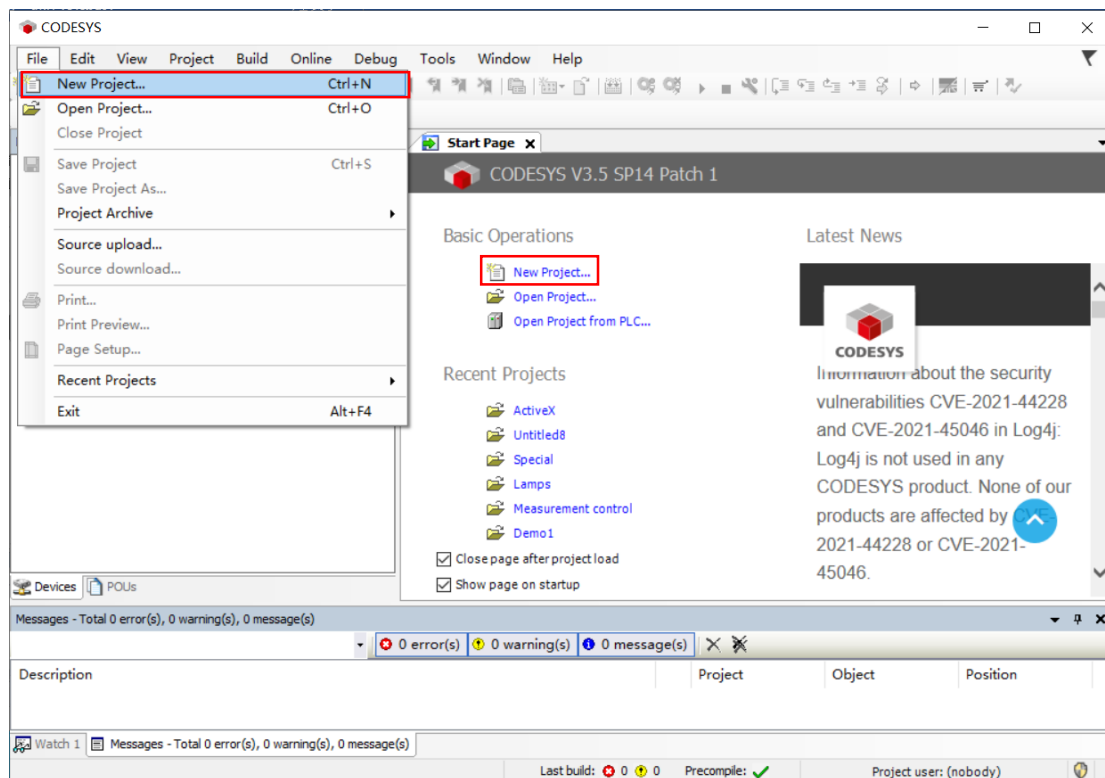 CODESYS
File Edit View Project Build Online Debug Tools Window Help
New Project... Ctrl+N
Open Project... Ctrl+O
Close Project
Save Project Ctrl+S
Save Project As...
Project Archive
Source upload...
Source download...
Print...
Print Preview...
Page Setup...
Recent Projects
Exit Alt+F4
Start Page
CODESYS V3.5 SP14 Patch 1
Basic Operations
New Project...
Open Project...
Open Project from PLC...
Recent Projects
ActiveX
Untitled8
Special
Lamps
Measurement control
Demo1
Close page after project load
Show page on startup
Latest News
CODESYS
Information about the security
vulnerabilities CVE-2021-44228
and CVE-2021-45046 in Log4j:
Log4j is not used in any
CODESYS product. None of our
products are affected by CVE-
2021-44228 or CVE-2021-
45046.
Devices POUs
Messages - Total 0 error(s), 0 warning(s), 0 message(s)
0 error(s) 0 warning(s) 0 message(s)
Description Project Object Position
Watch 1 Messages - Total 0 error(s), 0 warning(s), 0 message(s)
Last build: 0 0 Precompile: Project user: (nobody)